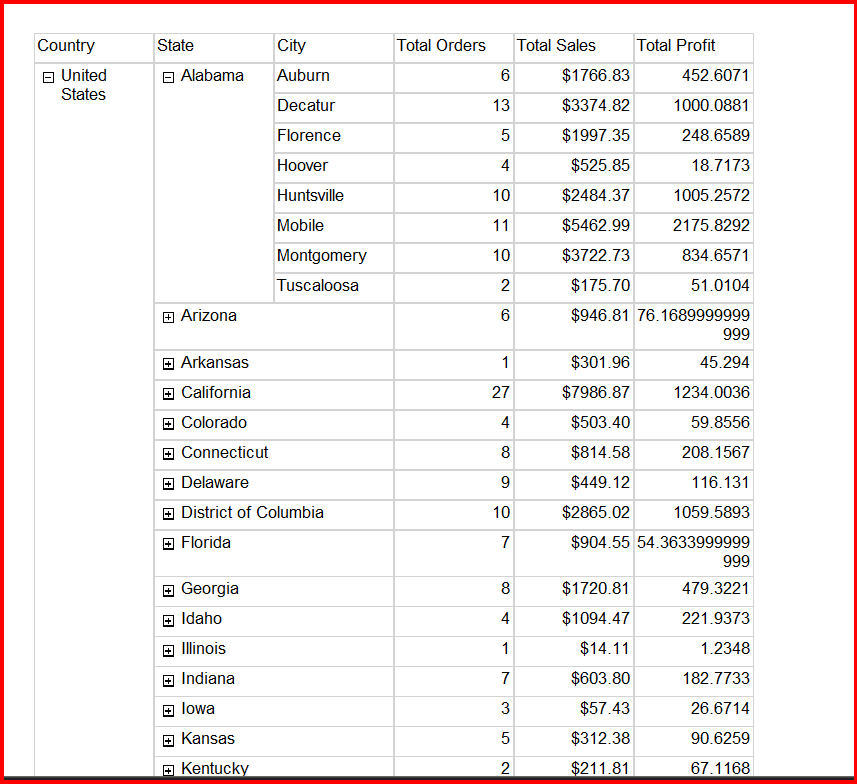 Country State City Total Orders Total Sales Total Profit
United Alabama Auburn 6 $1766.83 452.6071
States
Decatur 13 $3374.82 1000.0881
Florence 5 $1997.35 248.6589
Hoover 4 $525.85 18.7173
Huntsville 10 $2484.37 1005.2572
Mobile 11 $5462.99 2175.8292
Montgomery 10 $3722.73 834.6571
Tuscaloosa 2 $175.70 51.0104
Arizona 6 $946.81 76.1689999999
999
Arkansas 1 $301.96 45.294
California 27 $7986.87 1234.0036
Colorado 4 $503.40 59.8556
Connecticut 8 $814.58 208.1567
Delaware 9 $449.12 116.131
District of Columbia 10 $2865.02 1059.5893
Florida 7 $904.55 54.3633999999
999
Georgia 8 $1720.81 479.3221
Idaho 4 $1094.47 221.9373
Illinois 1 $14.11 1.2348
Indiana 7 $603.80 182.7733
Iowa 3 $57.43 26.6714
Kansas 5 $312.38 90.6259
Kentucky 2 $211.81 67.1168